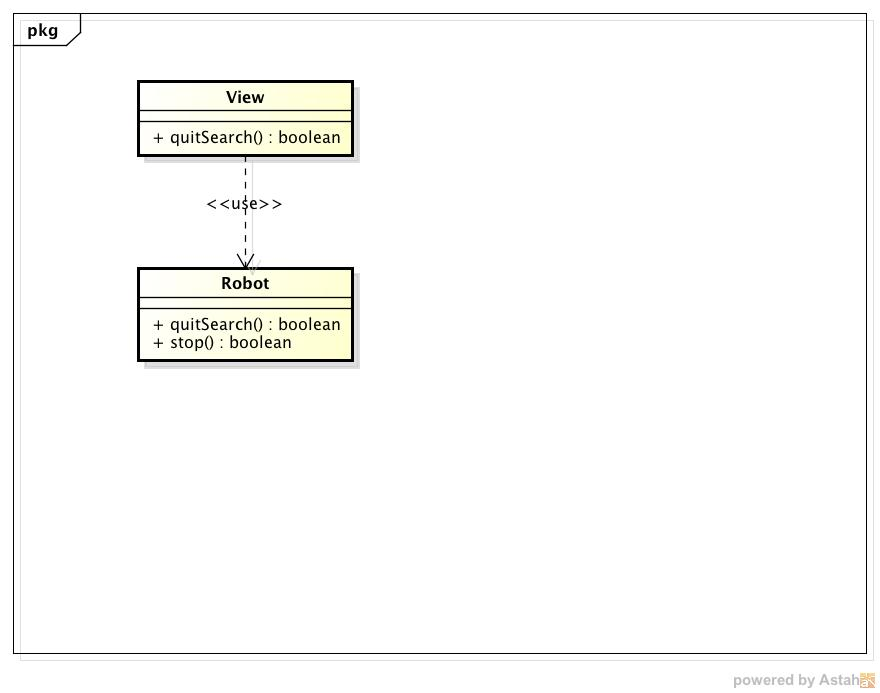 pkg
View
+ quitSearch() : boolean
<<use>>
Robot
+ quitSearch() : boolean
+ stop() : boolean
powered by Astah